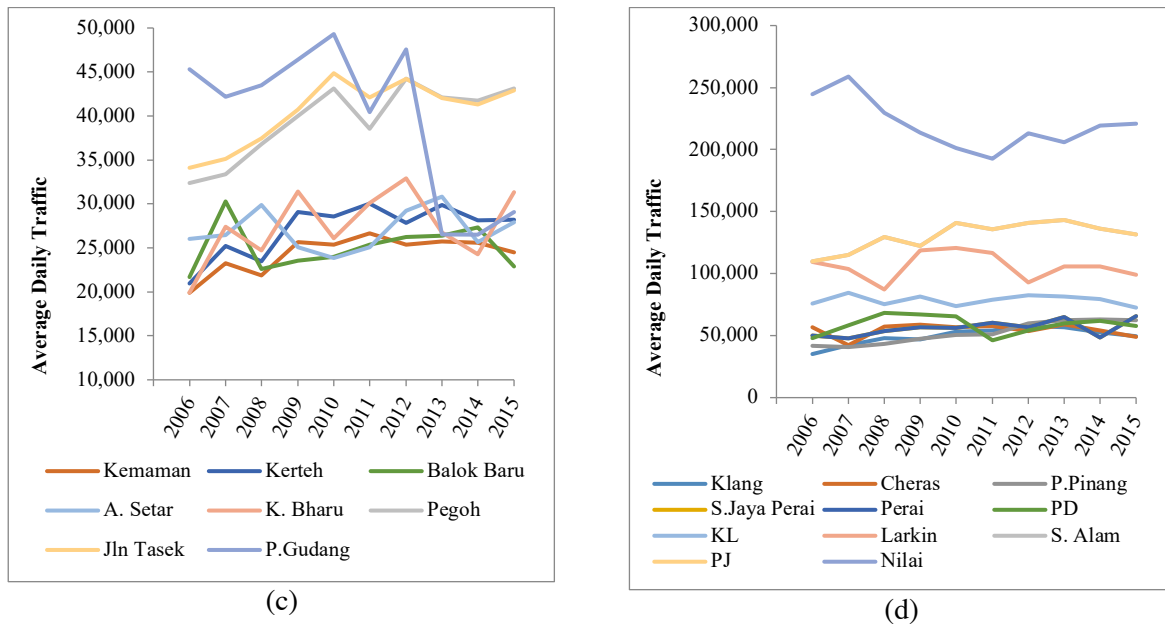 50,000
45,000
40,000
35,000
30,000
25,000
20,000
15,000
10,000
Average Daily Traffic
2006 2007 2008 2009 2010 2011 2012 2013 2014 2015
Kemaman Kerteh Balok Baru
A. Setar K. Bharu Pegoh
Jln Tasek P.Gudang
(c)
300,000
250,000
200,000
150,000
100,000
50,000
0
Average Daily Traffic
2006 2007 2008 2009 2010 2011 2012 2013 2014 2015
Klang Cheras P.Pinang
S.Jaya Perai Perai PD
KL Larkin S. Alam
PJ Nilai
(d)